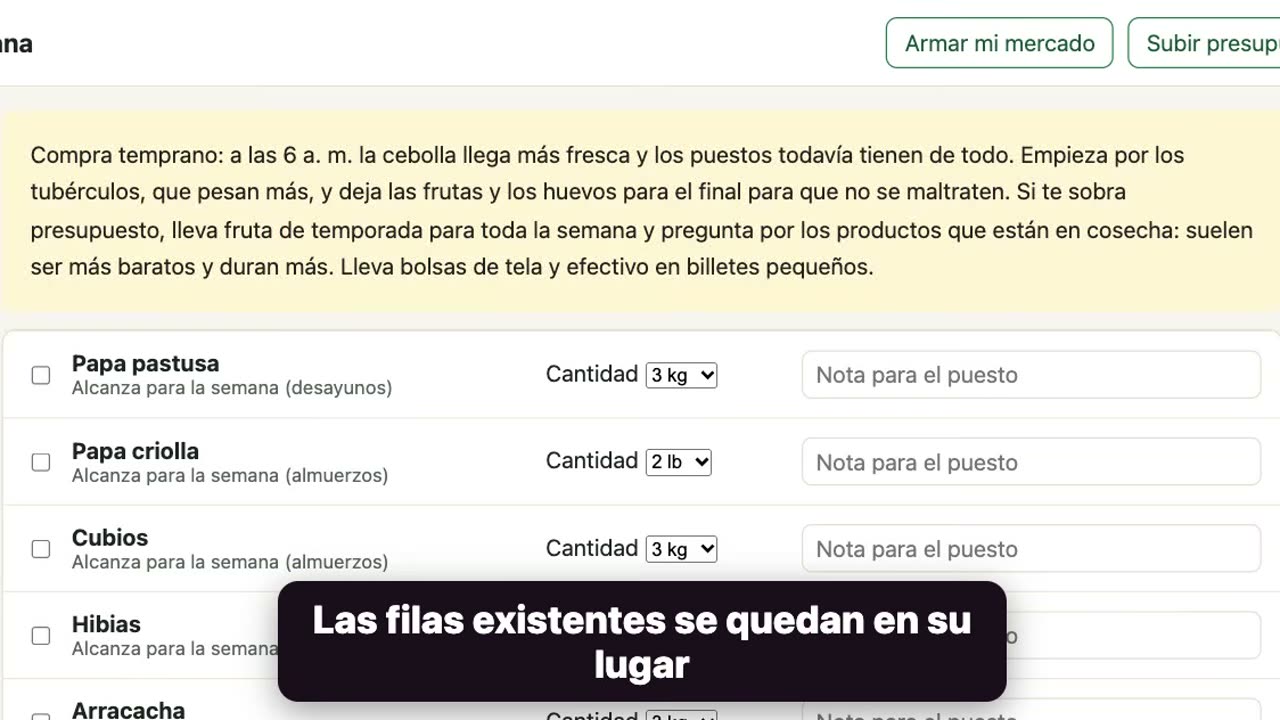 Armar mi mercado
Compra temprano: a las 6 a. m. la cebolla llega más fresca y los puestos todavía tienen de todo. Empieza por los
tubérculos, que pesan más, y deja las frutas y los huevos para el final para que no se maltraten. Si te sobra
presupuesto, lleva fruta de temporada para toda la semana y pregunta por los productos que están en cosecha: suelen
ser más baratos y duran más. Lleva bolsas de tela y efectivo en billetes pequeños.
Papa pastusa
Alcanza para la semana (desayunos)
Cantidad 3 kg
Nota para el puesto
Papa criolla
Alcanza para la semana (almuerzos)
Cantidad 2 lb
Nota para el puesto
Cubios
Alcanza para la semana (almuerzos)
Cantidad 3 kg
Nota para el puesto
Hibias
Alcanza para la semana
Las filas existentes se quedan en su
lugar
Arracacha
Cantidad
Nota para el puesto